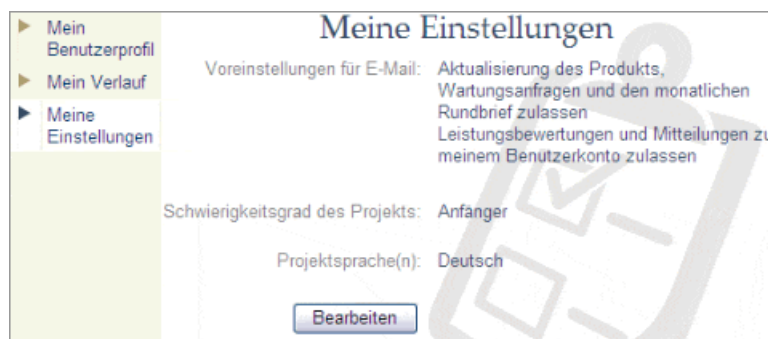 Mein
Benutzerprofil
Mein Verlauf
Meine
Einstellungen
Meine Einstellungen
Voreinstellungen für E-Mail: Aktualisierung des Produkts,
Wartungsanfragen und den monatlichen
Rundbrief zulassen
Leistungsbewertungen und Mitteilungen zu
meinem Benutzerkonto zulassen
Schwierigkeitsgrad des Projekts: Anfänger
Projektsprache(n): Deutsch
Bearbeiten